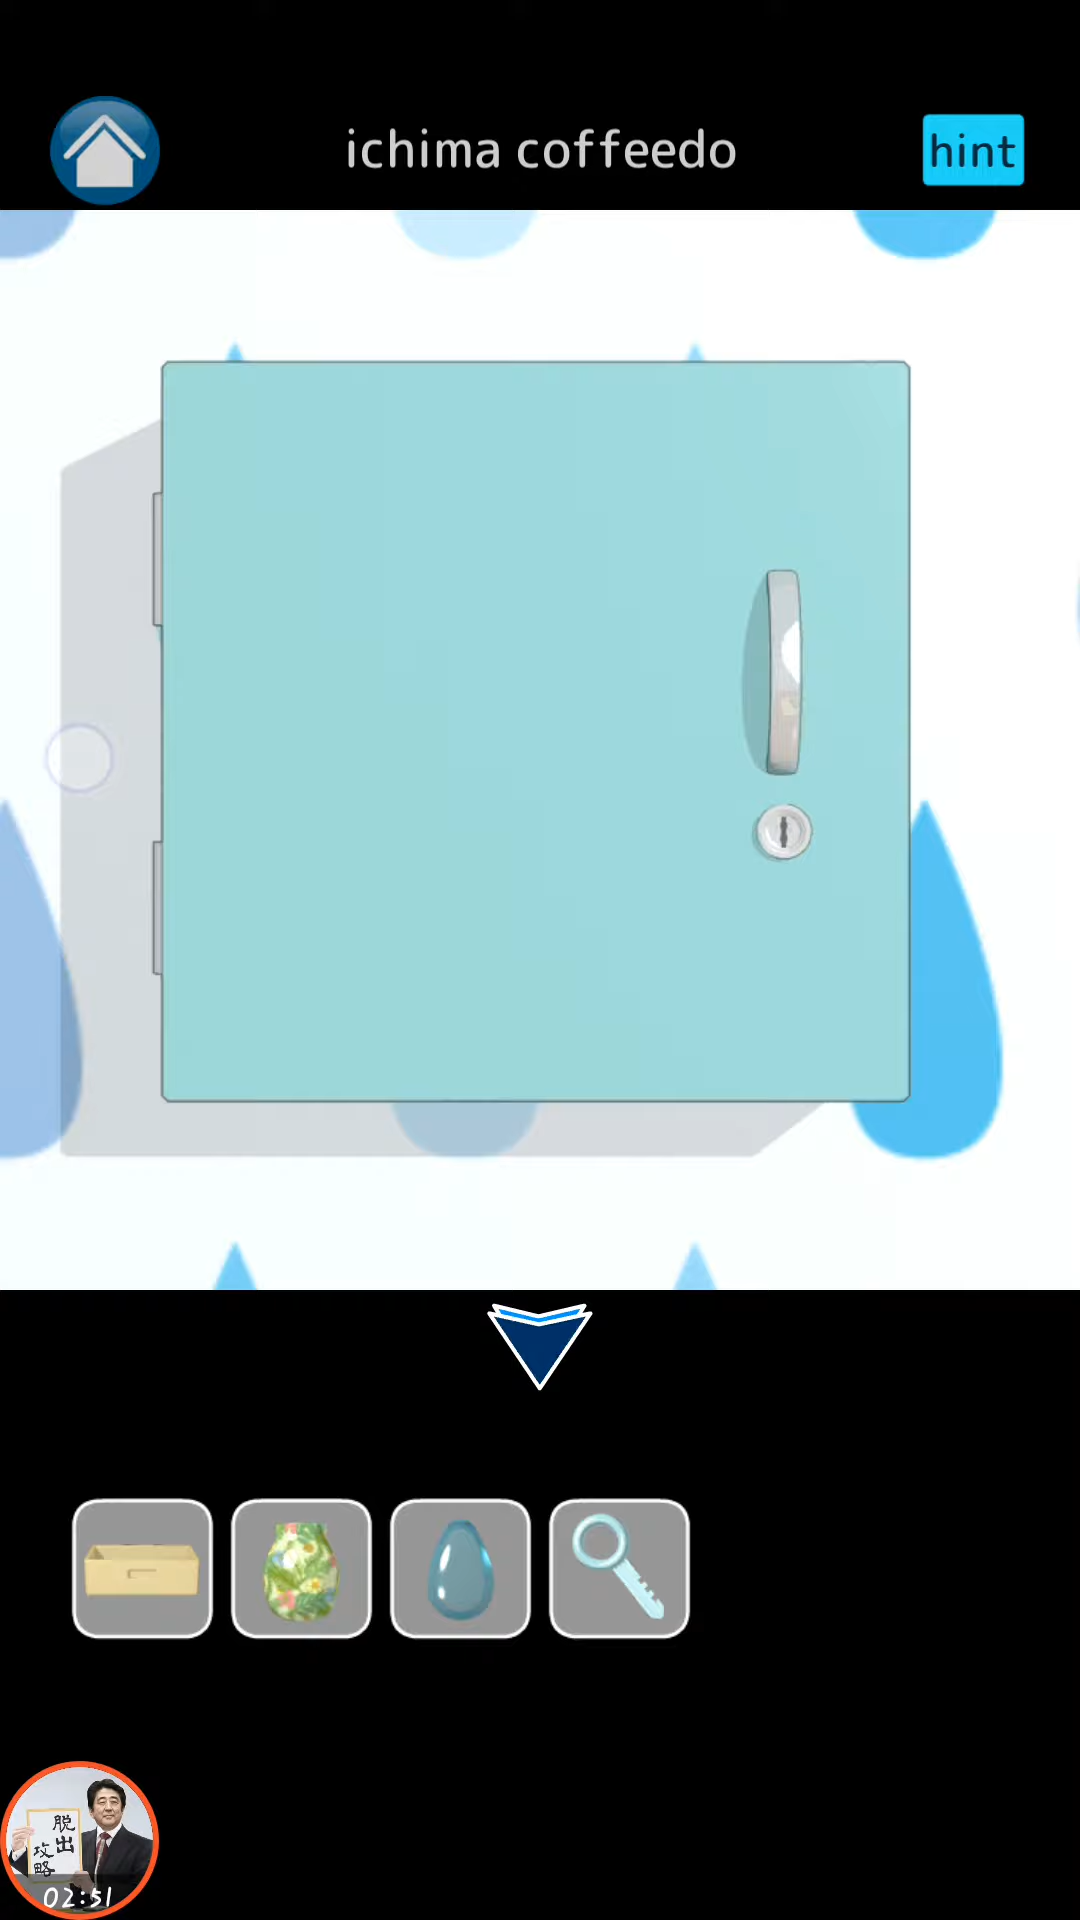 ichima coffeedo
hint
脱出
攻略
02:51